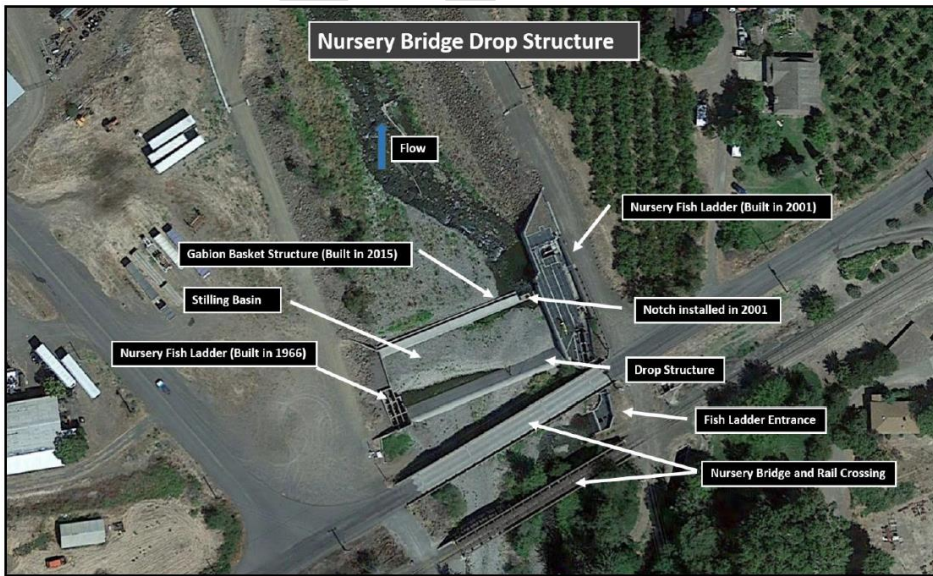 Nursery Bridge Drop Structure
Flow
Nursery Fish Ladder (Built in 2001)
Gabion Basket Structure (Built in 2015)
Stilling Basin
Notch installed in 2001
Nursery Fish Ladder (Built in 1966)
Drop Structure
Fish Ladder Entrance
Nursery Bridge and Rail Crossing